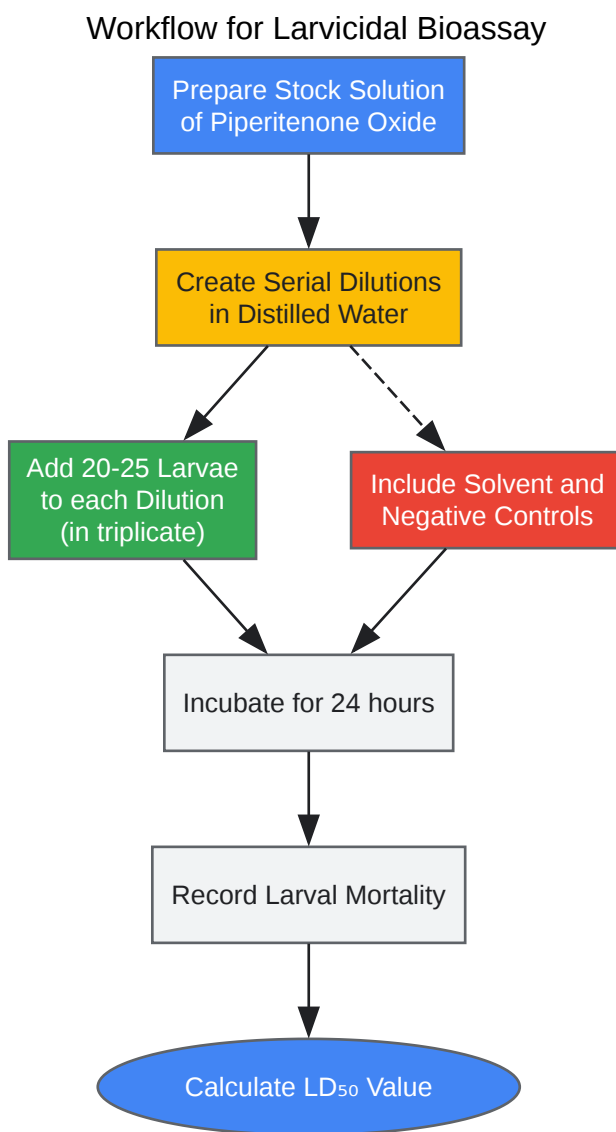 Workflow for Larvicidal Bioassay
Prepare Stock Solution
of Piperitenone Oxide
Create Serial Dilutions
in Distilled Water
Add 20-25 Larvae
to each Dilution
(in triplicate)
Include Solvent and
Negative Controls
Incubate for 24 hours
Record Larval Mortality
Calculate LD₅₀ Value